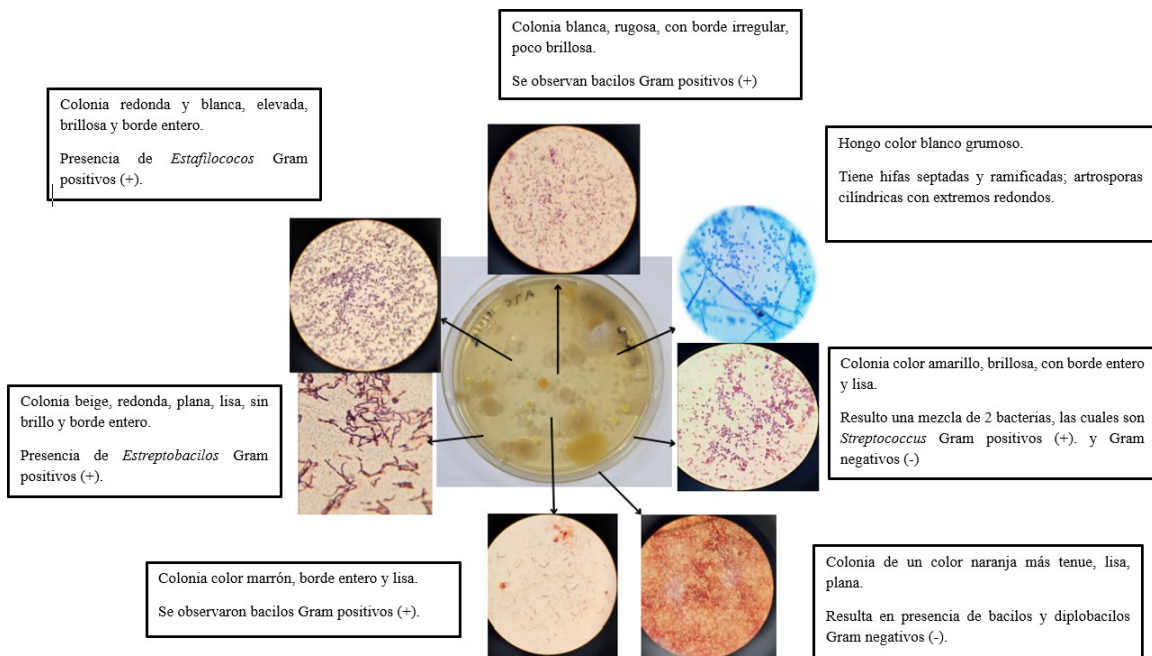 Colonia blanca, rugosa, con borde irregular,
poco brillosa.
Se observan bacilos Gram positivos (+)
Colonia redonda y blanca, elevada,
brillosa y borde entero.
Presencia de Estafilococos Gram
positivos (+).
Hongo color blanco grumoso.
Tiene hifas septadas y ramificadas; artrosporas
cilíndricas con extremos redondos.
Colonia beige, redonda, plana, lisa, sin
brillo y borde entero.
Presencia de Estreptobacilos Gram
positivos (+).
Colonia color amarillo, brillosa, con borde entero
y lisa.
Resulto una mezcla de 2 bacterias, las cuales son
Streptococcus Gram positivos (+). y Gram
negativos (-)
Colonia color marrón, borde entero y lisa.
Se observaron bacilos Gram positivos (+).
Colonia de un color naranja más tenue, lisa,
plana.
Resulta en presencia de bacilos y diplobacilos
Gram negativos (-).